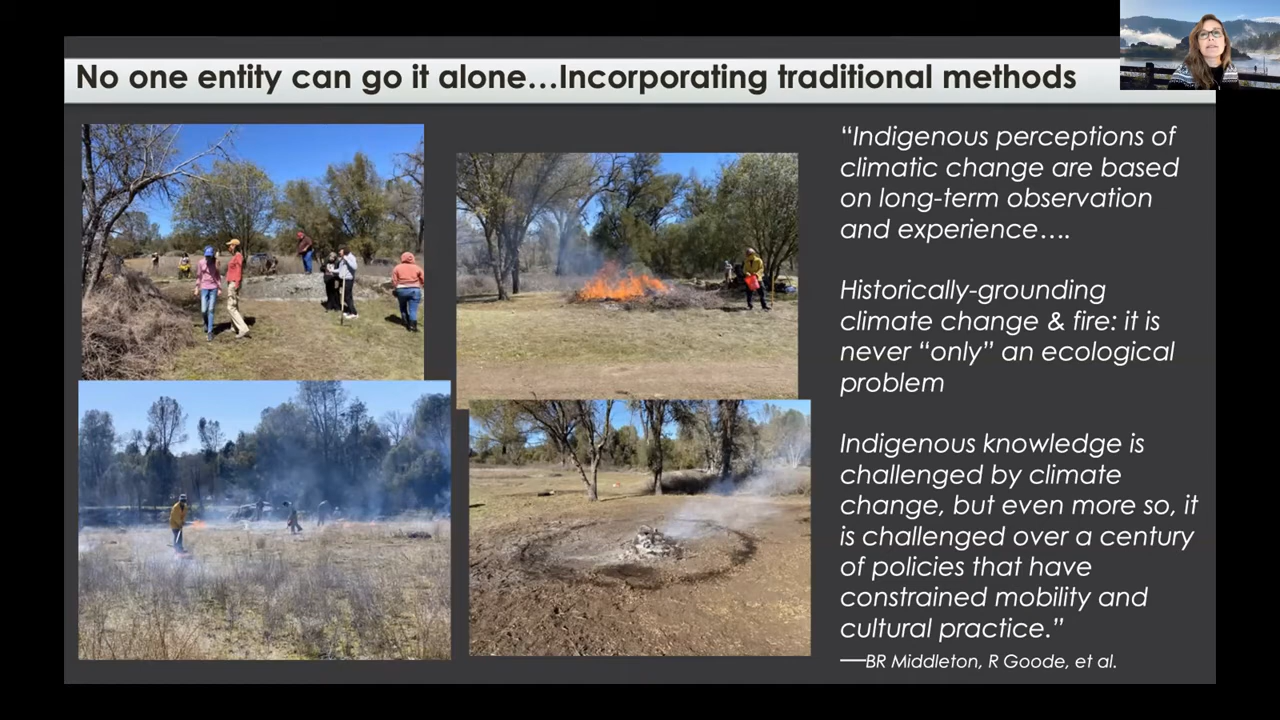 No one entity can go it alone…Incorporating traditional methods
“Indigenous perceptions of
climatic change are based
on long-term observation
and experience….
Historically-grounding
climate change & fire: it is
never “only” an ecological
problem
Indigenous knowledge is
challenged by climate
change, but even more so, it
is challenged over a century
of policies that have
constrained mobility and
cultural practice.”
—BR Middleton, R Goode, et al.